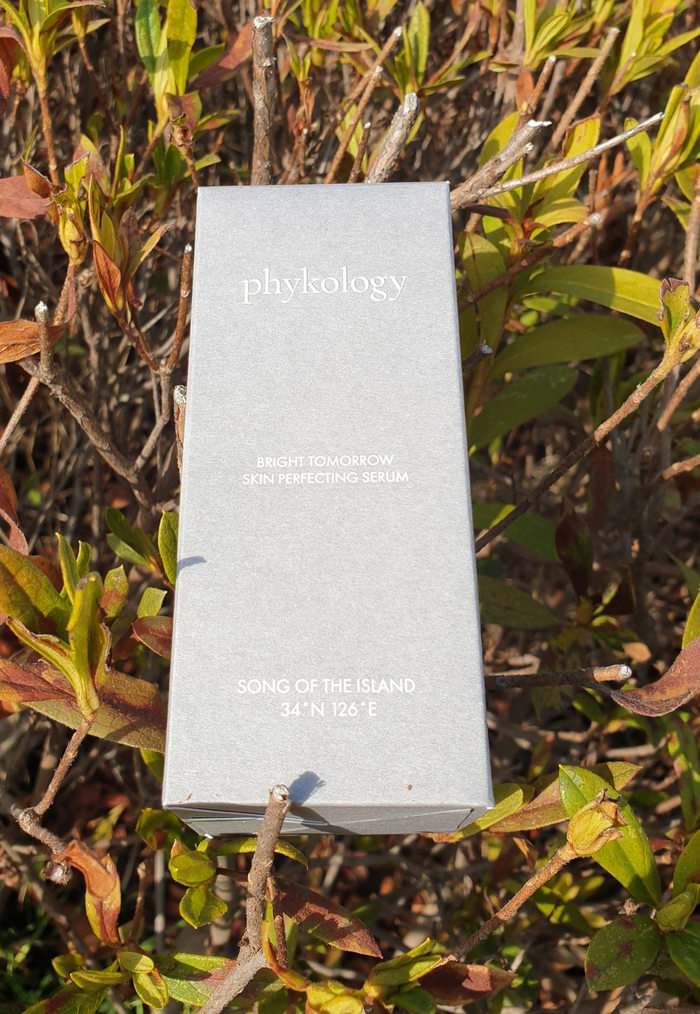 phykology
BRIGHT TOMORROW
SKIN PERFECTING SERUM
SONG OF THE ISLAND
34°N 126°E